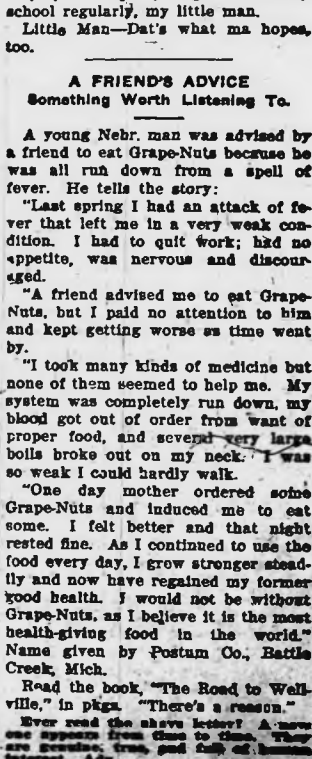 school regularly, my little man.
Little Man—Dat's what ma hopes,
too.
A FRIEND'S ADVICE
Something Worth Listening To.
A young Nebr. man was advised by
a friend to eat Grape-Nuts because he
was all run down from a spell of
fever. He tells the story:
"Last spring I had an attack of fe-
ver that left me in a very weak con-
dition. I had to quit work; had no
appetite, was nervous and discour-
aged.
"A friend advised me to eat Grape-
Nuts, but I paid no attention to him
and kept getting worse as time went
by.
"I took many kinds of medicine but
none of them seemed to help me. My
system was completely run down, my
blood got out of order from want of
proper food, and several very large
boils broke out on my neck. I was
so weak I could hardly walk.
"One day mother ordered some
Grape-Nuts and induced me to eat
some. I felt better and that night
rested fine. As I continued to use the
food every day, I grow stronger stead-
ily and now have regained my former
good health. I would not be without
Grape-Nuts, as I believe it is the most
health-giving food in the world."
Name given by Postum Co., Battle
Creek, Mich.
Read the book, "The Road to Well-
ville," in pkgs. "There's a reason."
Ever read the above letter? A new
one appears from time to time. They
are genuine, true, and full of human